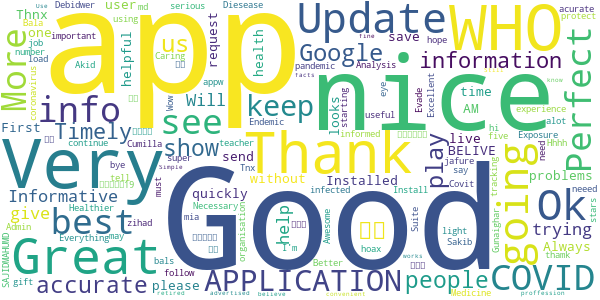 Debidwer
user
md
using
serious
Diesease
Update
Google
WHO
acurate
Use
protect
More
Thnx
Bala
one
important
job
number
load
helpful
us
Caring
request
health
save
fine
hope
pandemic
Analysis
facts
app
nice
Perfect
coronavirus
Akid
info
see
keep
information
Will
appw
eye
Grade
Excellent
time
AM
experience
know
Wow
looks
starting
useful
alot
Timely
First
Endemic
show
Thank
informed
hi
five
Exposure
need
Very
continue
Cumilla
teacher
play
live
BELIVE
going
problems
bye
super
send
Tnx
Jafure
say
Covit
tell
Simple
must
quickly
without
Installed
infected
Install
tracking
neeed
Informative
best
Good
Ok
Necessary
give
Admin
zihad
mia
help
Awesome
light
Sakib
Suite
Gunaighar
trying
stars
Healthier
Everything
may
organisation
I'm
hoax
Always
thamk
SAJIDMAHUMD
Great
please
Better
people
COVID
gift
bals
follow
APPLICATION
works
accurate
Medicine
retired
advertised
believe
convenient
proffession